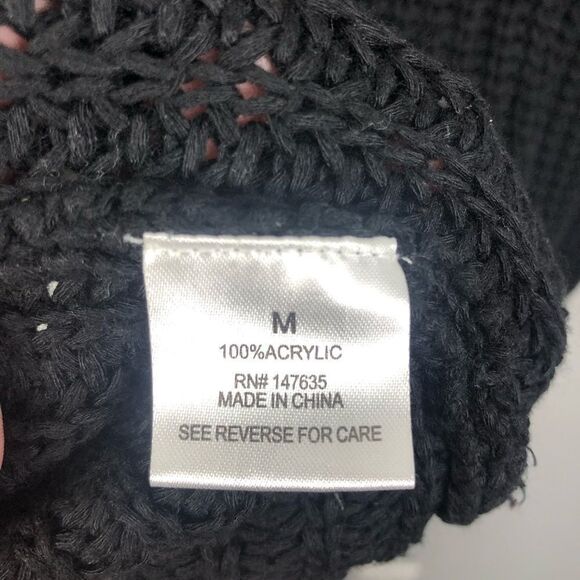 M
100%ACRYLIC
RN# 147635
MADE IN CHINA
SEE REVERSE FOR CARE